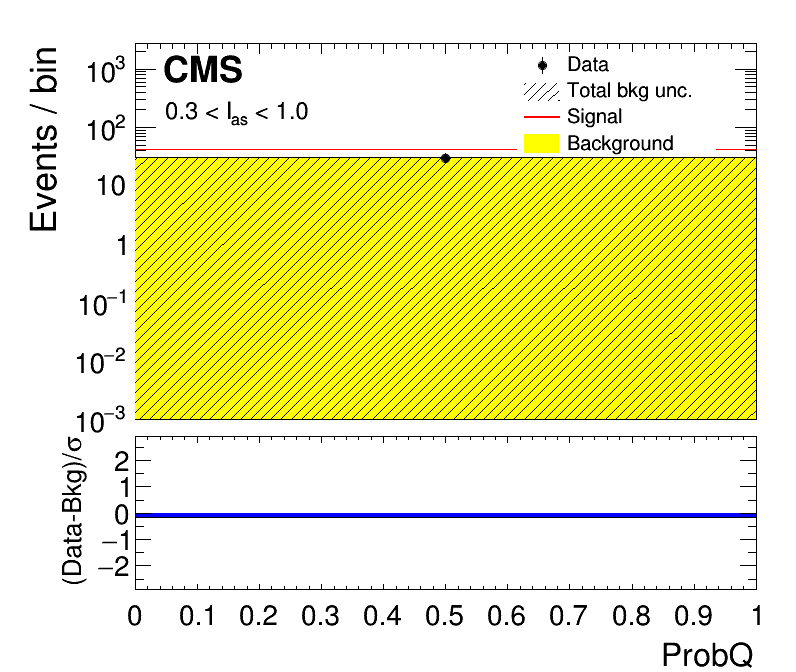 Events / bin
10³
10²
10
1
10⁻¹
10⁻²
10⁻³
CMS
0.3 < I_as < 1.0
Data
Total bkg unc.
Signal
Background
(Data-Bkg)/σ
2
1
0
−1
−2
0 0.1 0.2 0.3 0.4 0.5 0.6 0.7 0.8 0.9 1
ProbQ